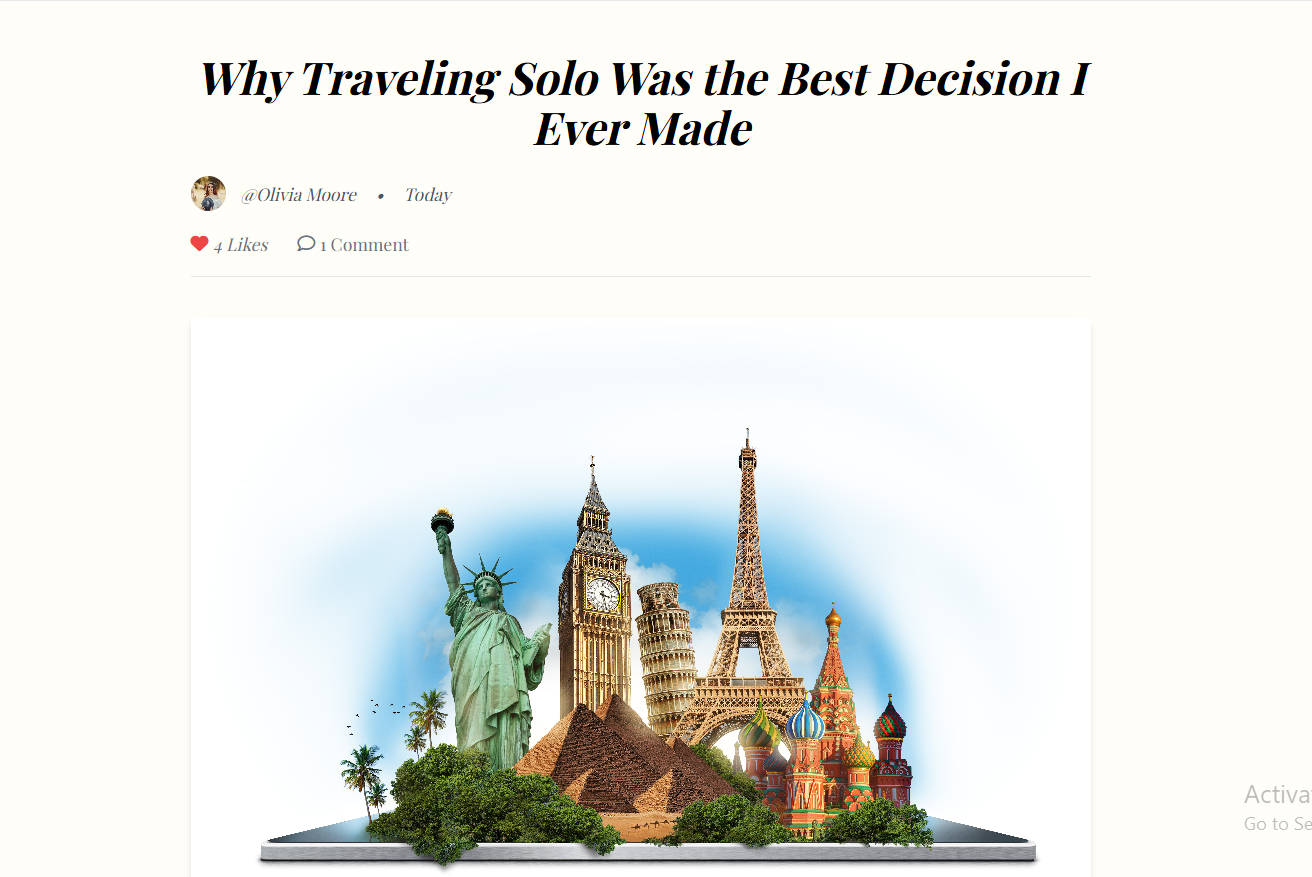 Why Traveling Solo Was the Best Decision I
Ever Made
@Olivia Moore • Today
4 Likes 1 Comment
Activa
Go to Se